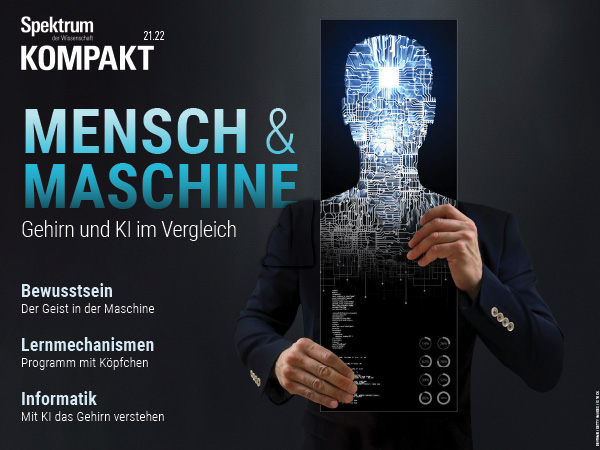 Spektrum
der Wissenschaft
21.22
KOMPAKT
MENSCH &
MASCHINE
Gehirn und KI im Vergleich
Bewusstsein
Der Geist in der Maschine
Lernmechanismen
Programm mit Köpfchen
Informatik
Mit KI das Gehirn verstehen